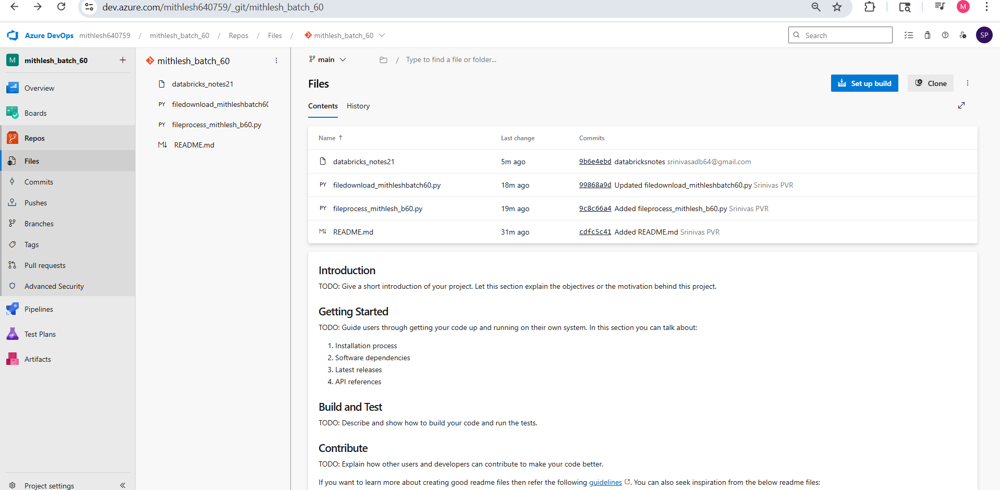 dev.azure.com/mithlesh640759/_git/mithlesh_batch_60
M
Azure DevOps mithlesh640759 / mithlesh_batch_60 / Repos / Files / mithlesh_batch_60
Search
SP
M mithlesh_batch_60 +
Overview
Boards
Repos
Files
Commits
Pushes
Branches
Tags
Pull requests
Advanced Security
Pipelines
Test Plans
Artifacts
Project settings
mithlesh_batch_60
databricks_notes21
PY filedownload_mithleshbatch60
PY fileprocess_mithlesh_b60.py
M↓ README.md
main / Type to find a file or folder...
Files
Set up build
Clone
Contents History
Name ↑ Last change Commits
databricks_notes21 5m ago 9b6e4ebd databricksnotes srinivasadb64@gmail.com
PY filedownload_mithleshbatch60.py 18m ago 99868a9d Updated filedownload_mithleshbatch60.py Srinivas PVR
PY fileprocess_mithlesh_b60.py 19m ago 9c8c66a4 Added fileprocess_mithlesh_b60.py Srinivas PVR
M↓ README.md 31m ago cdfc5c41 Added README.md Srinivas PVR
Introduction
TODO: Give a short introduction of your project. Let this section explain the objectives or the motivation behind this project.
Getting Started
TODO: Guide users through getting your code up and running on their own system. In this section you can talk about:
1. Installation process
2. Software dependencies
3. Latest releases
4. API references
Build and Test
TODO: Describe and show how to build your code and run the tests.
Contribute
TODO: Explain how other users and developers can contribute to make your code better.
If you want to learn more about creating good readme files then refer the following guidelines. You can also seek inspiration from the below readme files: